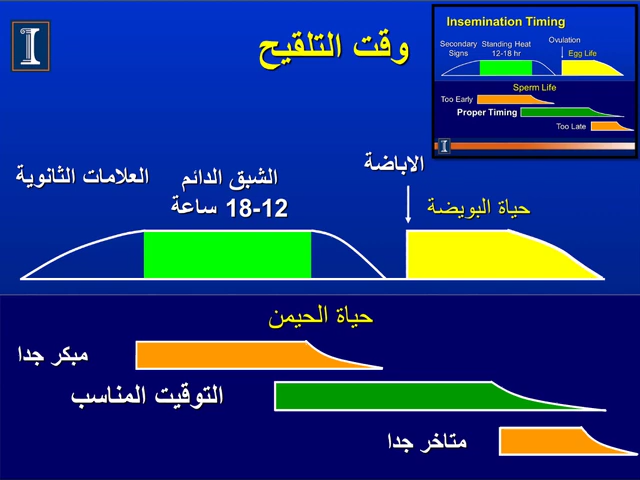 وقت التلقيح
Insemination Timing
Secondary
Signs
Standing Heat
12-18 hr
Ovulation
Egg Life
Sperm Life
Too Early
Proper Timing
Too Late
العلامات الثانوية
الشبق الدائم
18-12 ساعة
الاباضة
حياة البويضة
حياة الحيمن
مبكر جدا
التوقيت المناسب
متاخر جدا